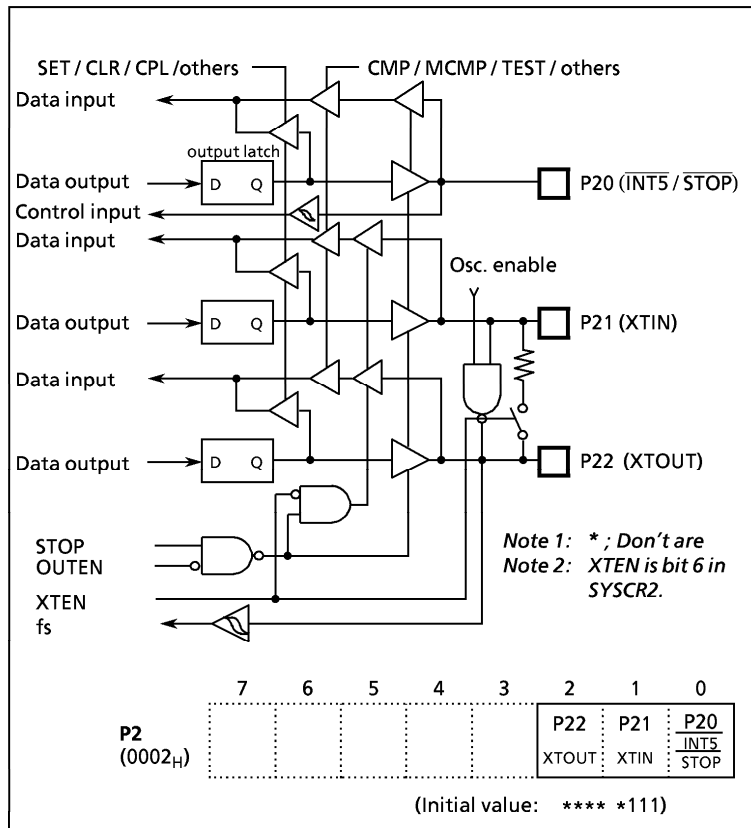 SET / CLR / CPL /others
CMP / MCMP / TEST / others
Data input
output latch
Data output
D Q
P20 (INT5 / STOP)
Control input
Data input
Osc. enable
Data output
D Q
P21 (XTIN)
Data input
Data output
D Q
P22 (XTOUT)
STOP
OUTEN
XTEN
fs
Note 1: * ; Don't are
Note 2: XTEN is bit 6 in
SYSCR2.
7 6 5 4 3 2 1 0
P2
(0002H)
P22 P21 P20
XTOUT XTIN INT5
STOP
(Initial value: **** *111)